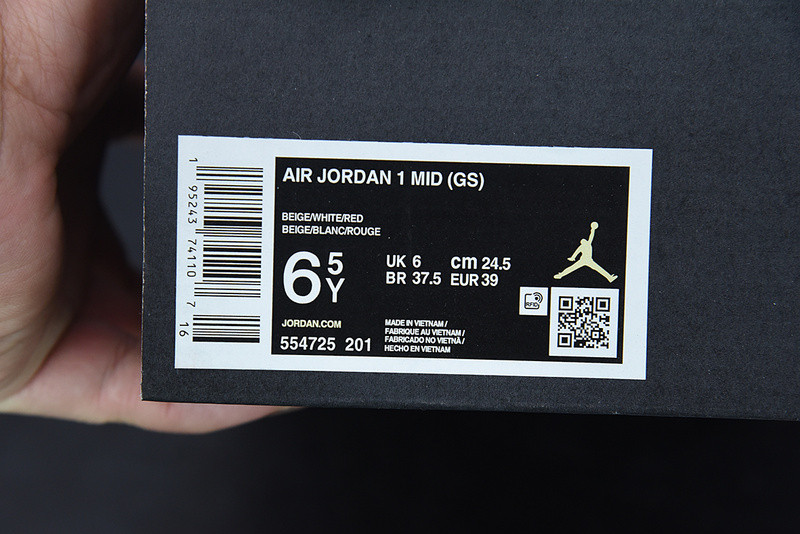 AIR JORDAN 1 MID (GS)
BEIGE/WHITE/RED
BEIGE/BLANC/ROUGE
6 5 Y
UK 6 cm 24.5
BR 37.5 EUR 39
RFID
JORDAN.COM
554725 201
MADE IN VIETNAM /
FABRIQUE AU VIETNAM /
FABRICADO NO VIETNÃ /
HECHO EN VIETNAM
1 95243 74110 7 16